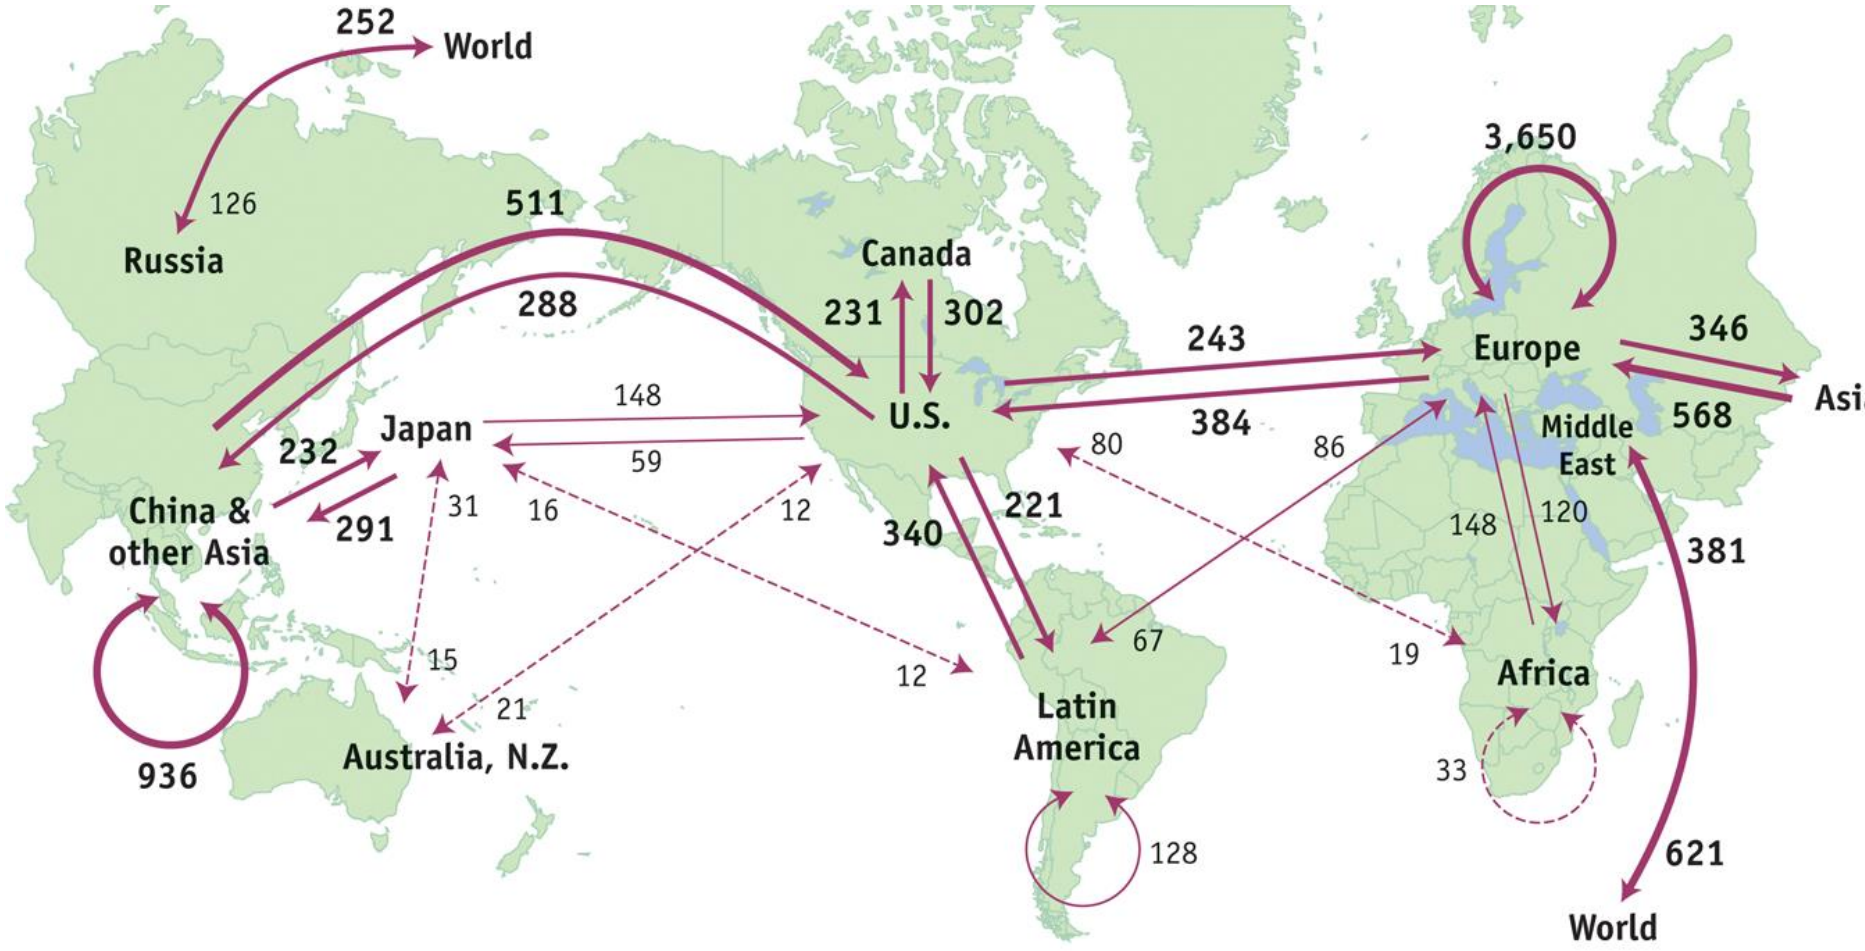 252
World
126
Russia
511
288
Canada
231
302
3,650
243
Europe
346
384
568
Asi
Middle
East
148
Japan
U.S.
59
232
291
China &
other Asia
31
16
12
340
221
80
86
148
120
381
15
21
12
67
19
Africa
Latin
America
Australia, N.Z.
936
33
128
621
World